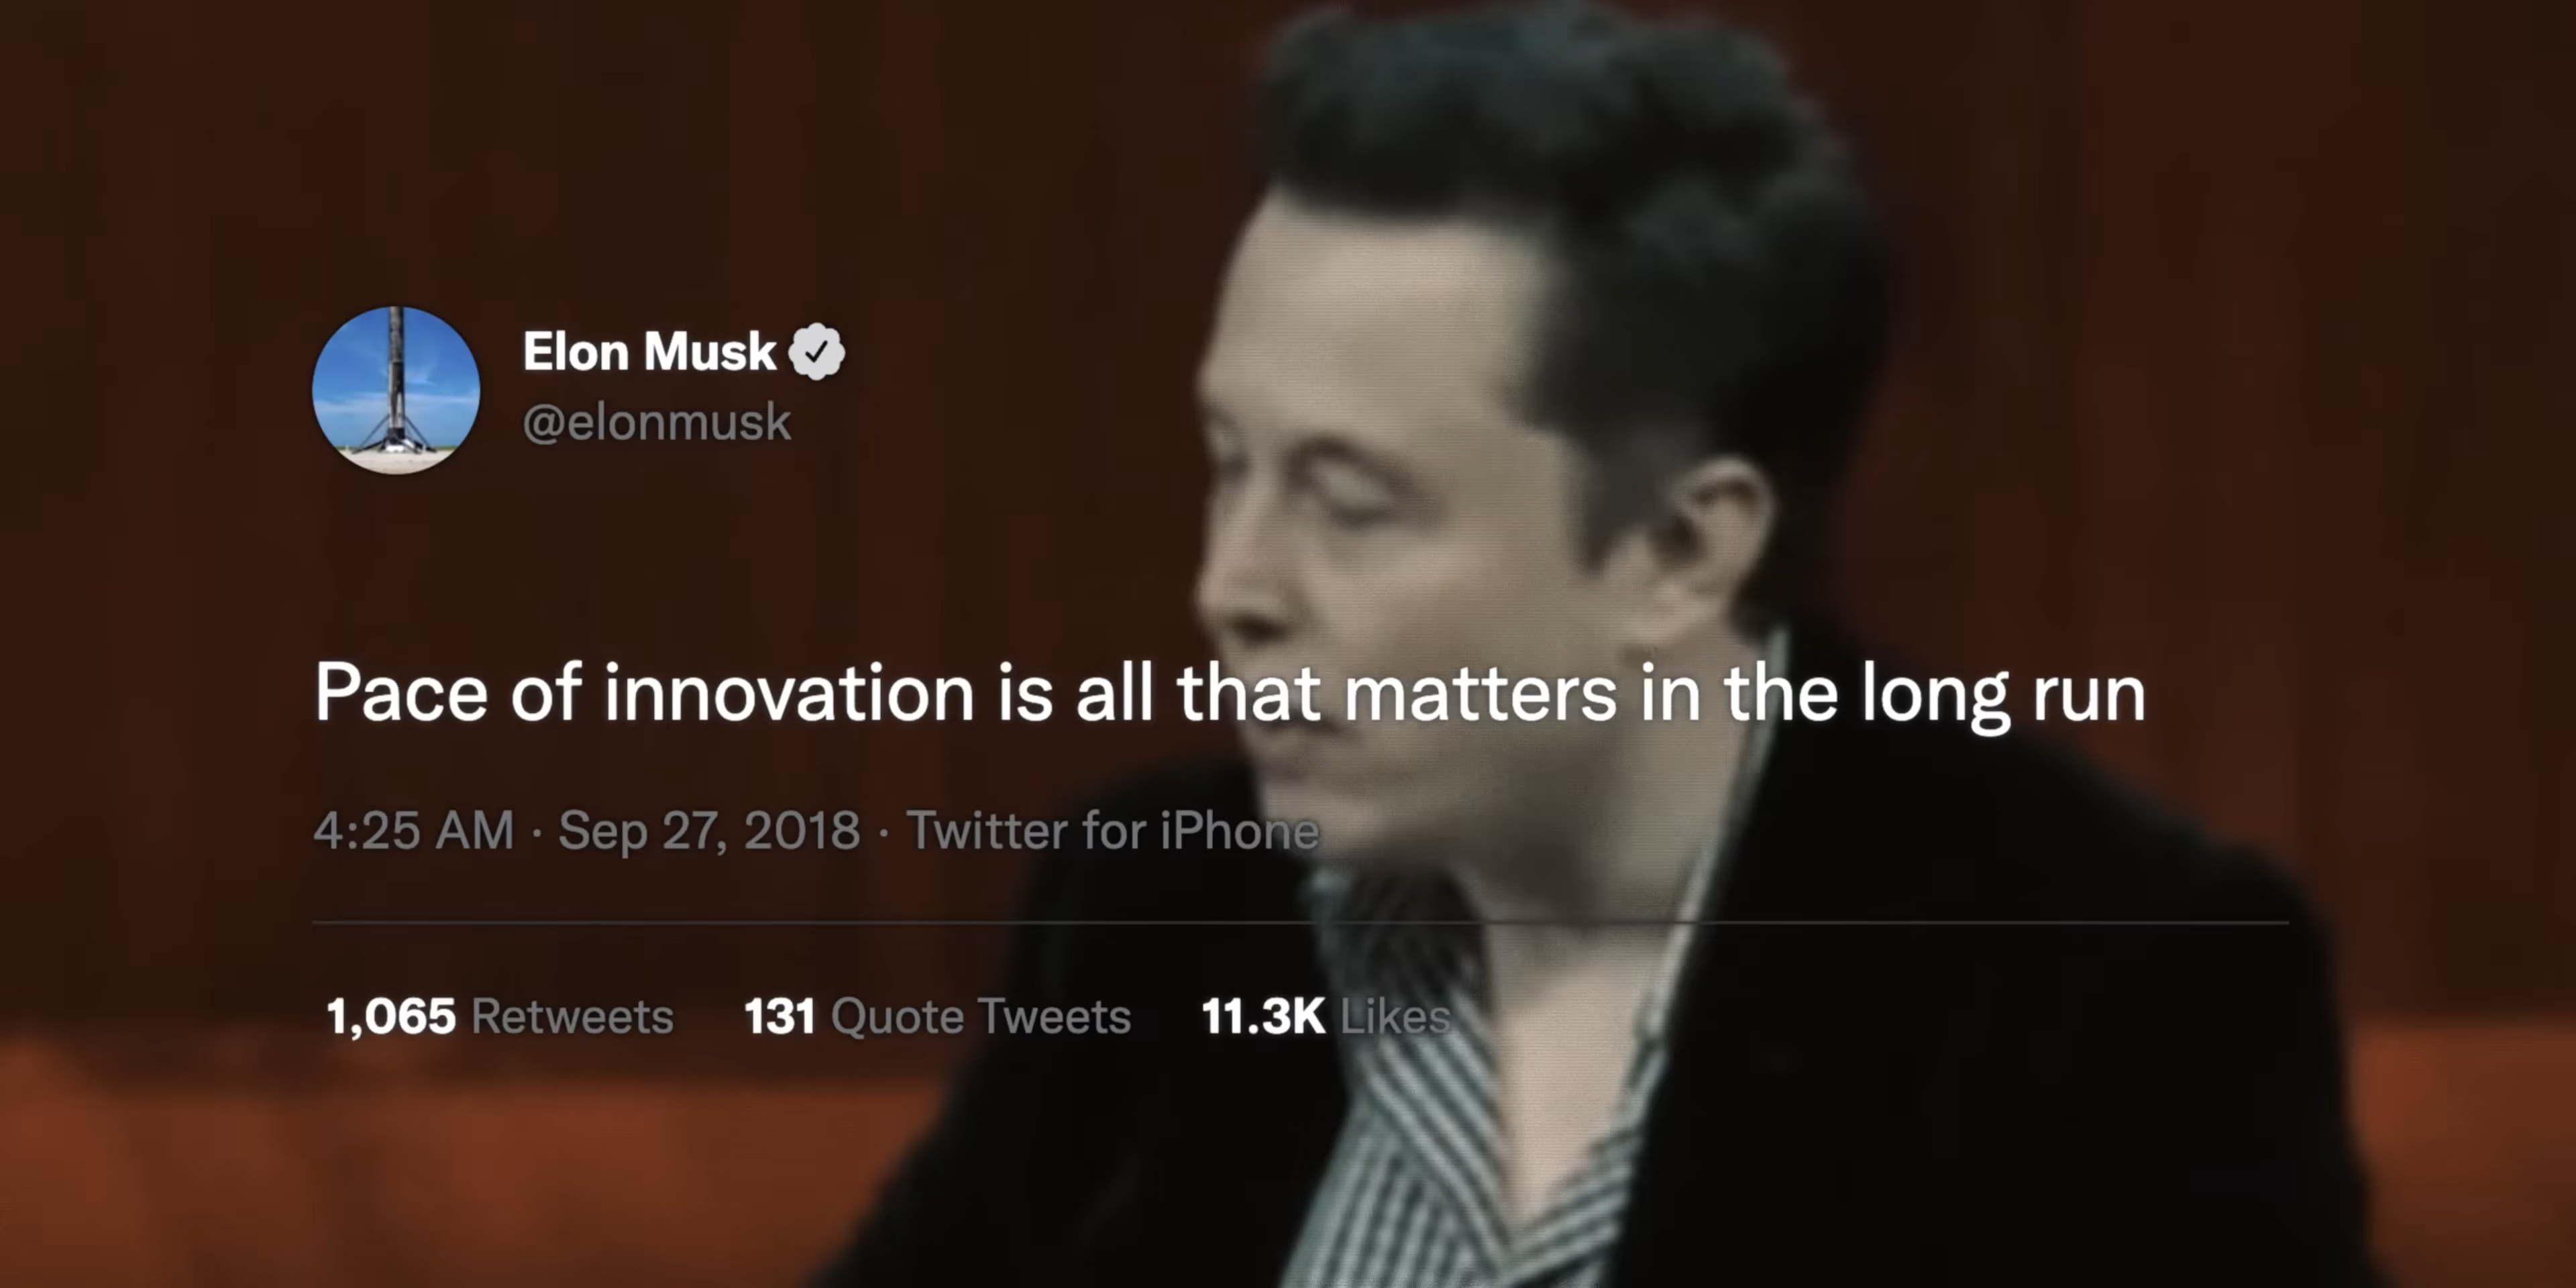 Elon Musk
@elonmusk
Pace of innovation is all that matters in the long run
4:25 AM · Sep 27, 2018 · Twitter for iPhone
1,065 Retweets 131 Quote Tweets 11.3K Likes